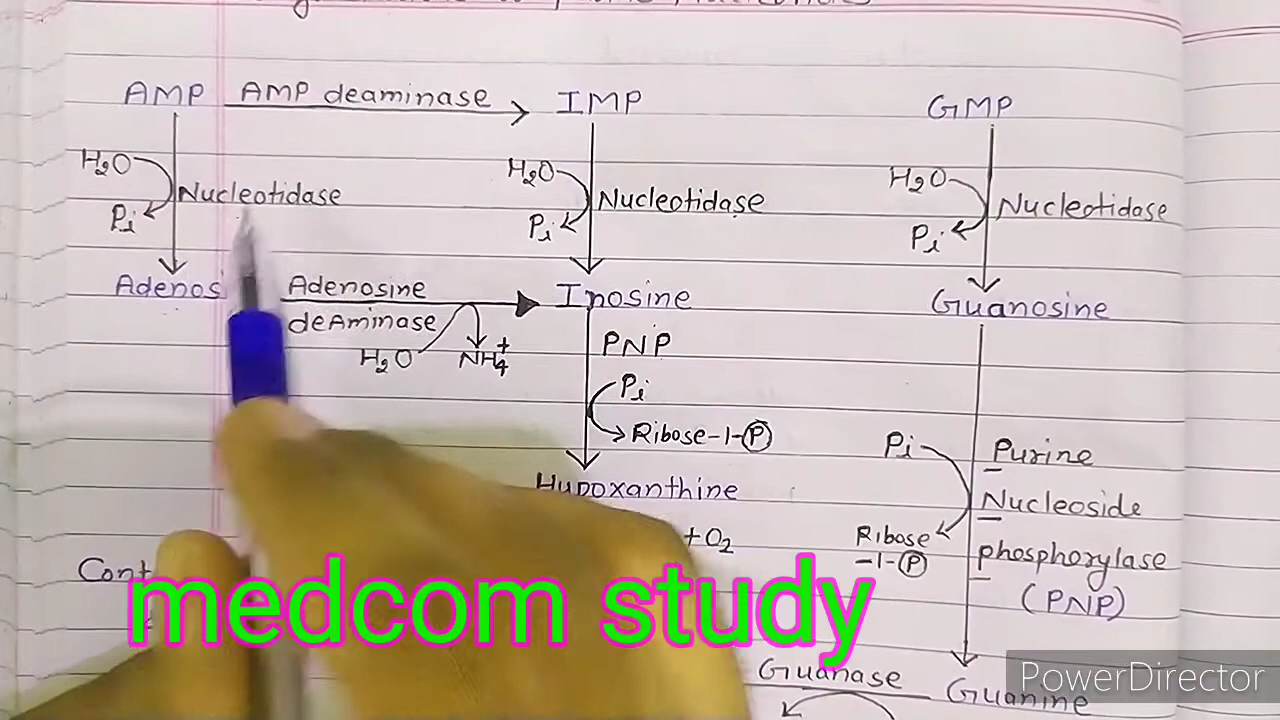 AMP AMP deaminase IMP GMP
H2O H2O H2O
Nucleotidase Nucleotidase Nucleotidase
Pi Pi Pi
Adenosine Inosine Guanosine
deAminase
H2O NH4+ PNP
Pi
Ribose-1-P Pi Purine
Hypoxanthine Nucleoside
+O2 Ribose
-1-P phosphorylase
(PNP)
medcom study
Guanase Guanine
PowerDirector